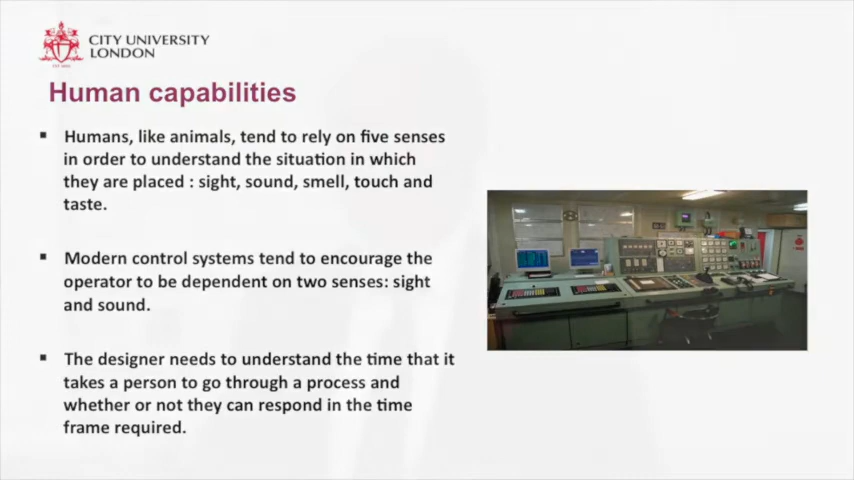 CITY UNIVERSITY
LONDON
Human capabilities
▪ Humans, like animals, tend to rely on five senses
in order to understand the situation in which
they are placed : sight, sound, smell, touch and
taste.
▪ Modern control systems tend to encourage the
operator to be dependent on two senses: sight
and sound.
▪ The designer needs to understand the time that it
takes a person to go through a process and
whether or not they can respond in the time
frame required.